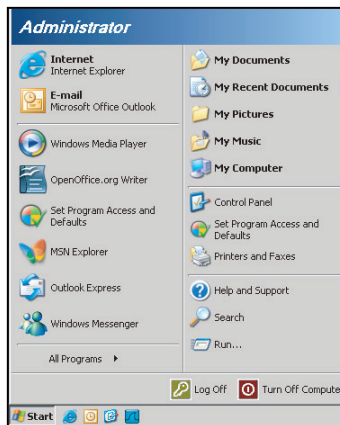 Administrator
Internet
Internet Explorer
E-mail
Microsoft Office Outlook
Windows Media Player
OpenOffice.org Writer
Set Program Access and
Defaults
MSN Explorer
Outlook Express
Windows Messenger
All Programs
My Documents
My Recent Documents
My Pictures
My Music
My Computer
Control Panel
Set Program Access and
Defaults
Printers and Faxes
Help and Support
Search
Run...
Log Off
Turn Off Compute
Start